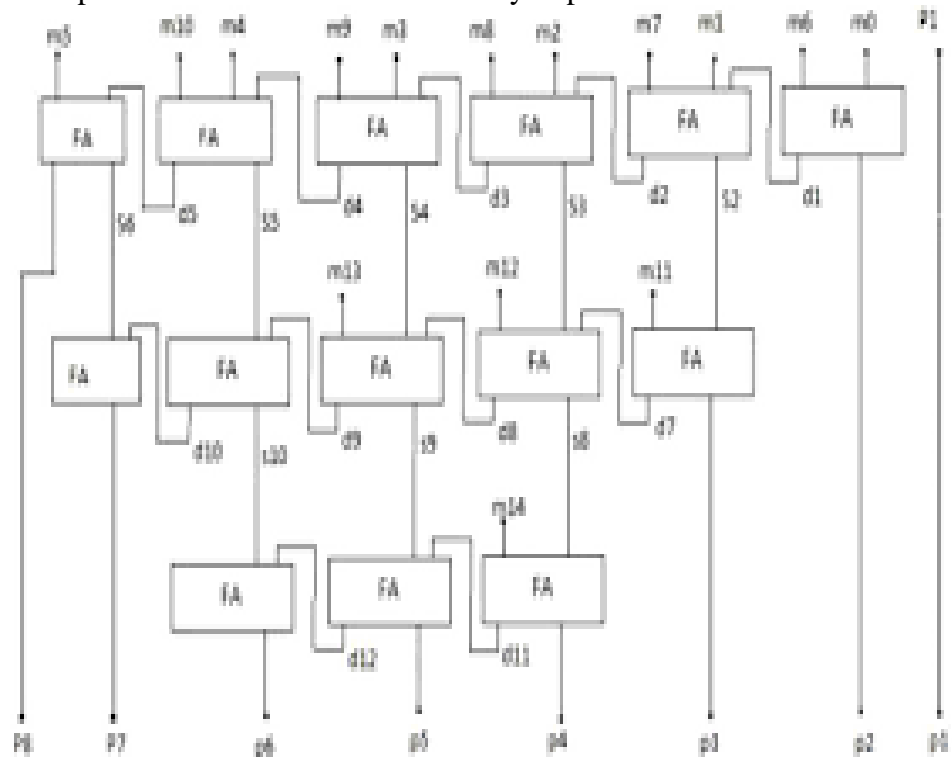 m5 m10 m4 m9 m3 m8 m2 m7 m1 m6 m0 P1
FA FA FA FA FA FA
d5 d4 d3 d2 d1
S6 S5 S4 S3 S2
m13 m12 m11
FA FA FA FA FA
d10 d9 d8 d7
s10 s9 s8
m14
FA FA FA
d12 d11
P8 P7 p6 p5 p4 p3 p2